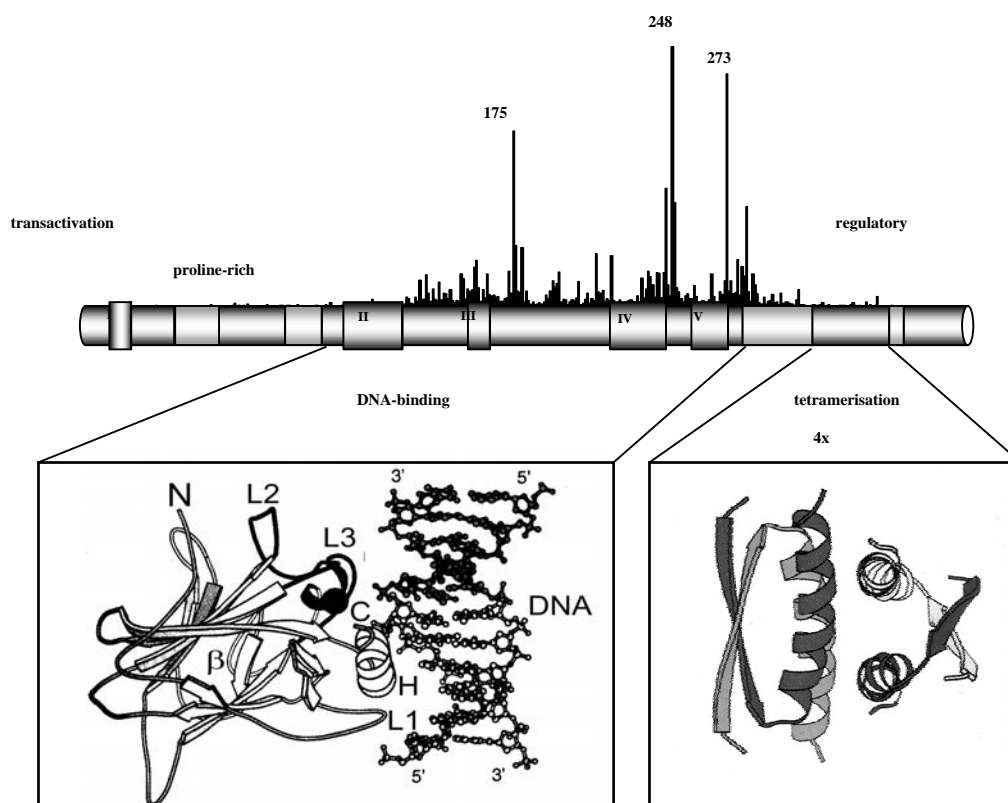 248
273
175
transactivation
regulatory
proline-rich
II
III
IV
V
DNA-binding
tetramerisation
4x
3’
5’
N
L2
L3
C
DNA
β
H
L1
5’
3’